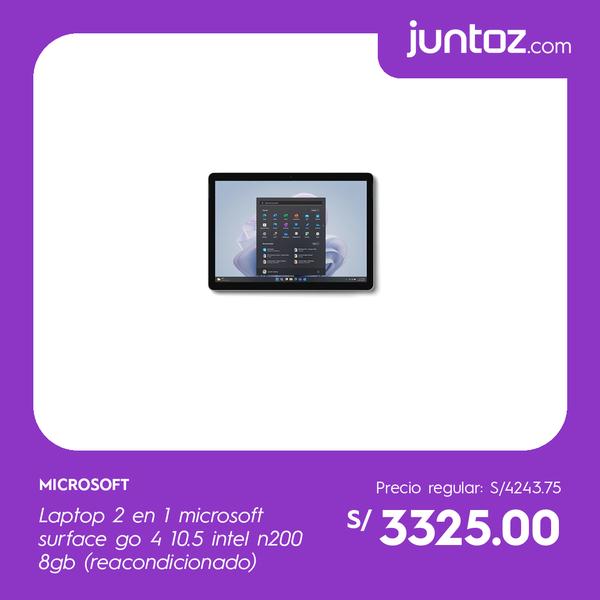 juntoz.com
MICROSOFT
Laptop 2 en 1 microsoft
surface go 4 10.5 intel n200
8gb (reacondicionado)
Precio regular: S/4243.75
S/ 3325.00